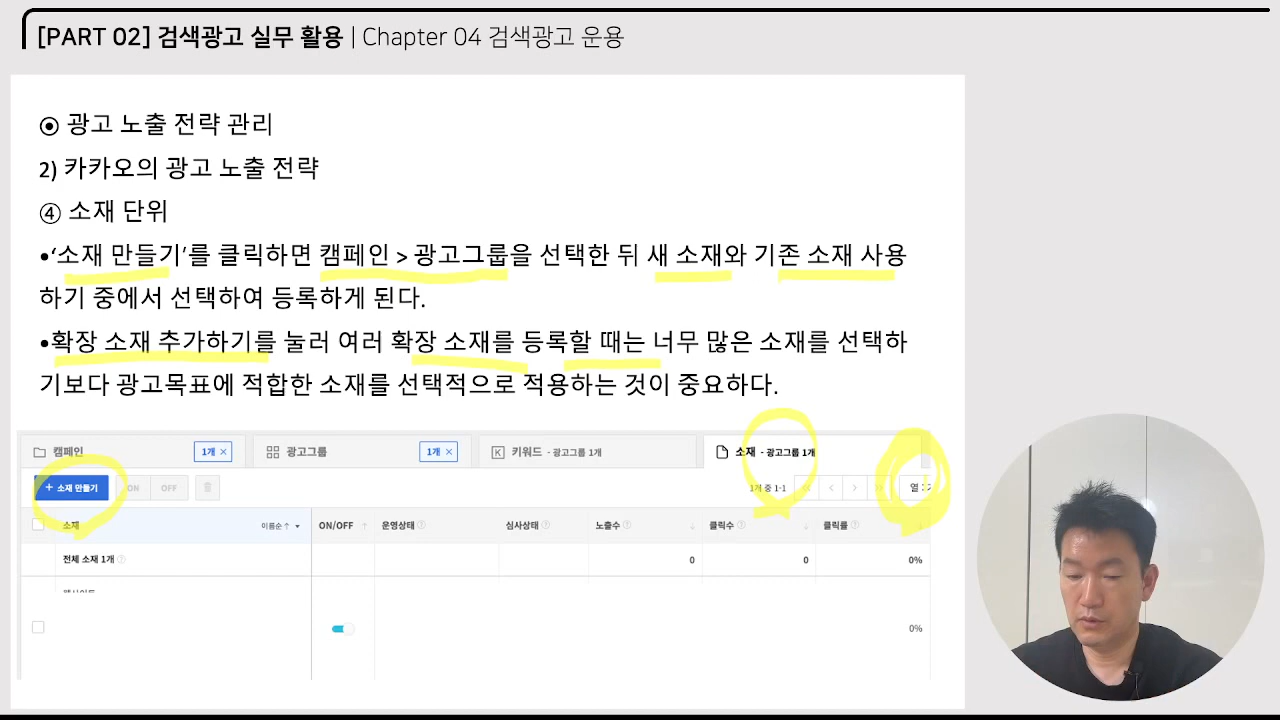 [PART 02] 검색광고 실무 활용 | Chapter 04 검색광고 운용
⦿ 광고 노출 전략 관리
2) 카카오의 광고 노출 전략
④ 소재 단위
•‘소재 만들기’를 클릭하면 캠페인 > 광고그룹을 선택한 뒤 새 소재와 기존 소재 사용
하기 중에서 선택하여 등록하게 된다.
•확장 소재 추가하기를 눌러 여러 확장 소재를 등록할 때는 너무 많은 소재를 선택하
기보다 광고목표에 적합한 소재를 선택적으로 적용하는 것이 중요하다.
캠페인 1개 × 광고그룹 1개 × 키워드 - 광고그룹 1개 소재 - 광고그룹 1개
+ 소재 만들기 ON OFF 1개 중 1-1 열
소재 이름순 ↑ ON/OFF ↑ 운영상태 심사상태 노출수 ↓ 클릭수 ↓ 클릭률 ↓
전체 소재 1개 0 0 0%
0%